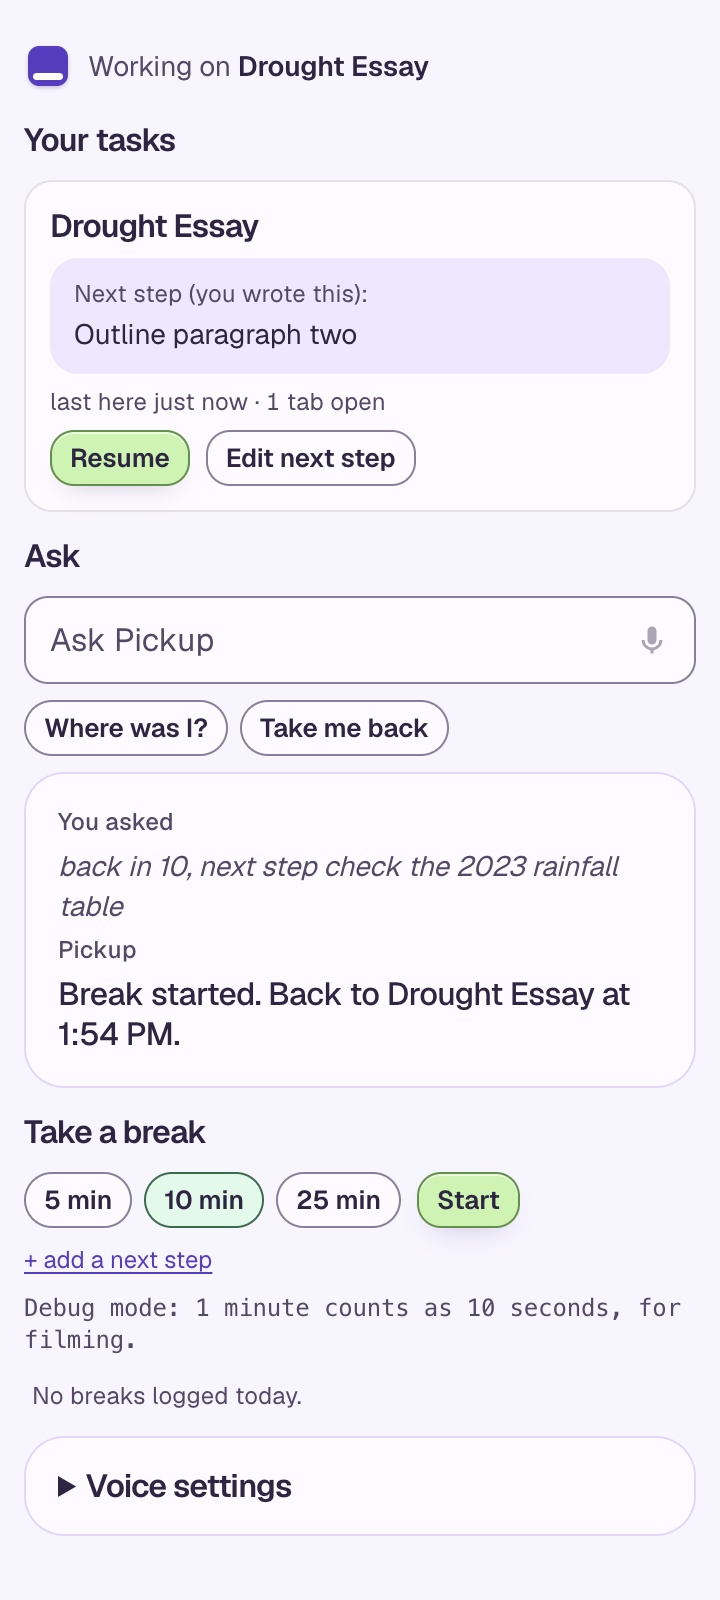 Working on Drought Essay
Your tasks
Drought Essay
Next step (you wrote this):
Outline paragraph two
last here just now · 1 tab open
Resume
Edit next step
Ask
Ask Pickup
Where was I?
Take me back
You asked
back in 10, next step check the 2023 rainfall
table
Pickup
Break started. Back to Drought Essay at
1:54 PM.
Take a break
5 min
10 min
25 min
Start
+ add a next step
Debug mode: 1 minute counts as 10 seconds, for
filming.
No breaks logged today.
Voice settings